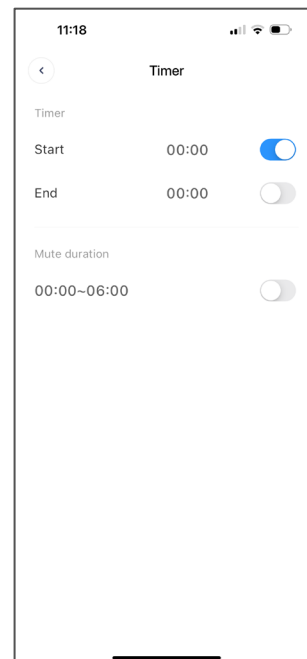 11:18
Timer
Timer
Start 00:00
End 00:00
Mute duration
00:00~06:00